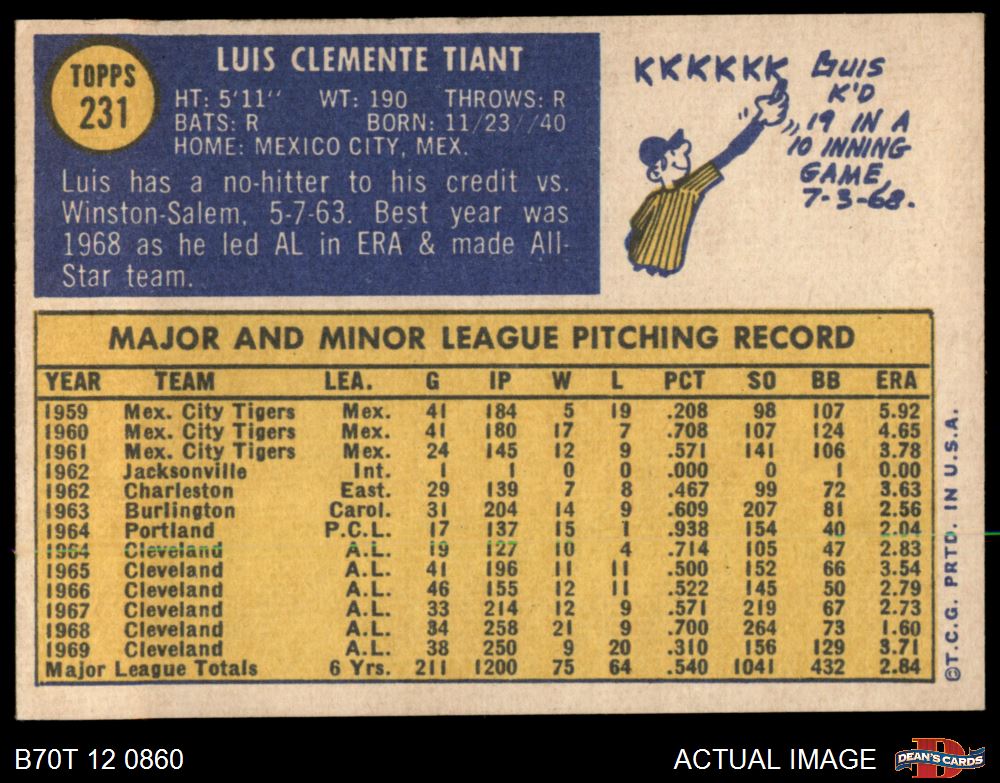 TOPPS
231
LUIS CLEMENTE TIANT
HT: 5'11" WT: 190 THROWS: R
BATS: R BORN: 11/23//40
HOME: MEXICO CITY, MEX.
Luis has a no-hitter to his credit vs.
Winston-Salem, 5-7-63. Best year was
1968 as he led AL in ERA & made All-
Star team.
KKKKKK
LUIS
K'D
19 IN A
10 INNING
GAME
7-3-68.
MAJOR AND MINOR LEAGUE PITCHING RECORD
YEAR TEAM LEA. G IP W L PCT SO BB ERA
1959 Mex. City Tigers Mex. 41 184 5 19 .208 98 107 5.92
1960 Mex. City Tigers Mex. 41 180 17 7 .708 107 124 4.65
1961 Mex. City Tigers Mex. 24 145 12 9 .571 141 106 3.78
1962 Jacksonville Int. 1 1 0 0 .000 0 1 0.00
1962 Charleston East. 29 139 7 8 .467 99 72 3.63
1963 Burlington Carol. 31 204 14 9 .609 207 81 2.56
1964 Portland P.C.L. 17 137 15 1 .938 154 40 2.04
1964 Cleveland A.L. 19 127 10 4 .714 105 47 2.83
1965 Cleveland A.L. 41 196 11 11 .500 152 66 3.54
1966 Cleveland A.L. 46 155 12 11 .522 145 50 2.79
1967 Cleveland A.L. 33 214 12 9 .571 219 67 2.73
1968 Cleveland A.L. 34 258 21 9 .700 264 73 1.60
1969 Cleveland A.L. 38 250 9 20 .310 156 129 3.71
Major League Totals 6 Yrs. 211 1200 75 64 .540 1041 432 2.84
©T.C.G. PRTD. IN U.S.A.
B70T 12 0860
ACTUAL IMAGE
D
DEAN'S CARDS